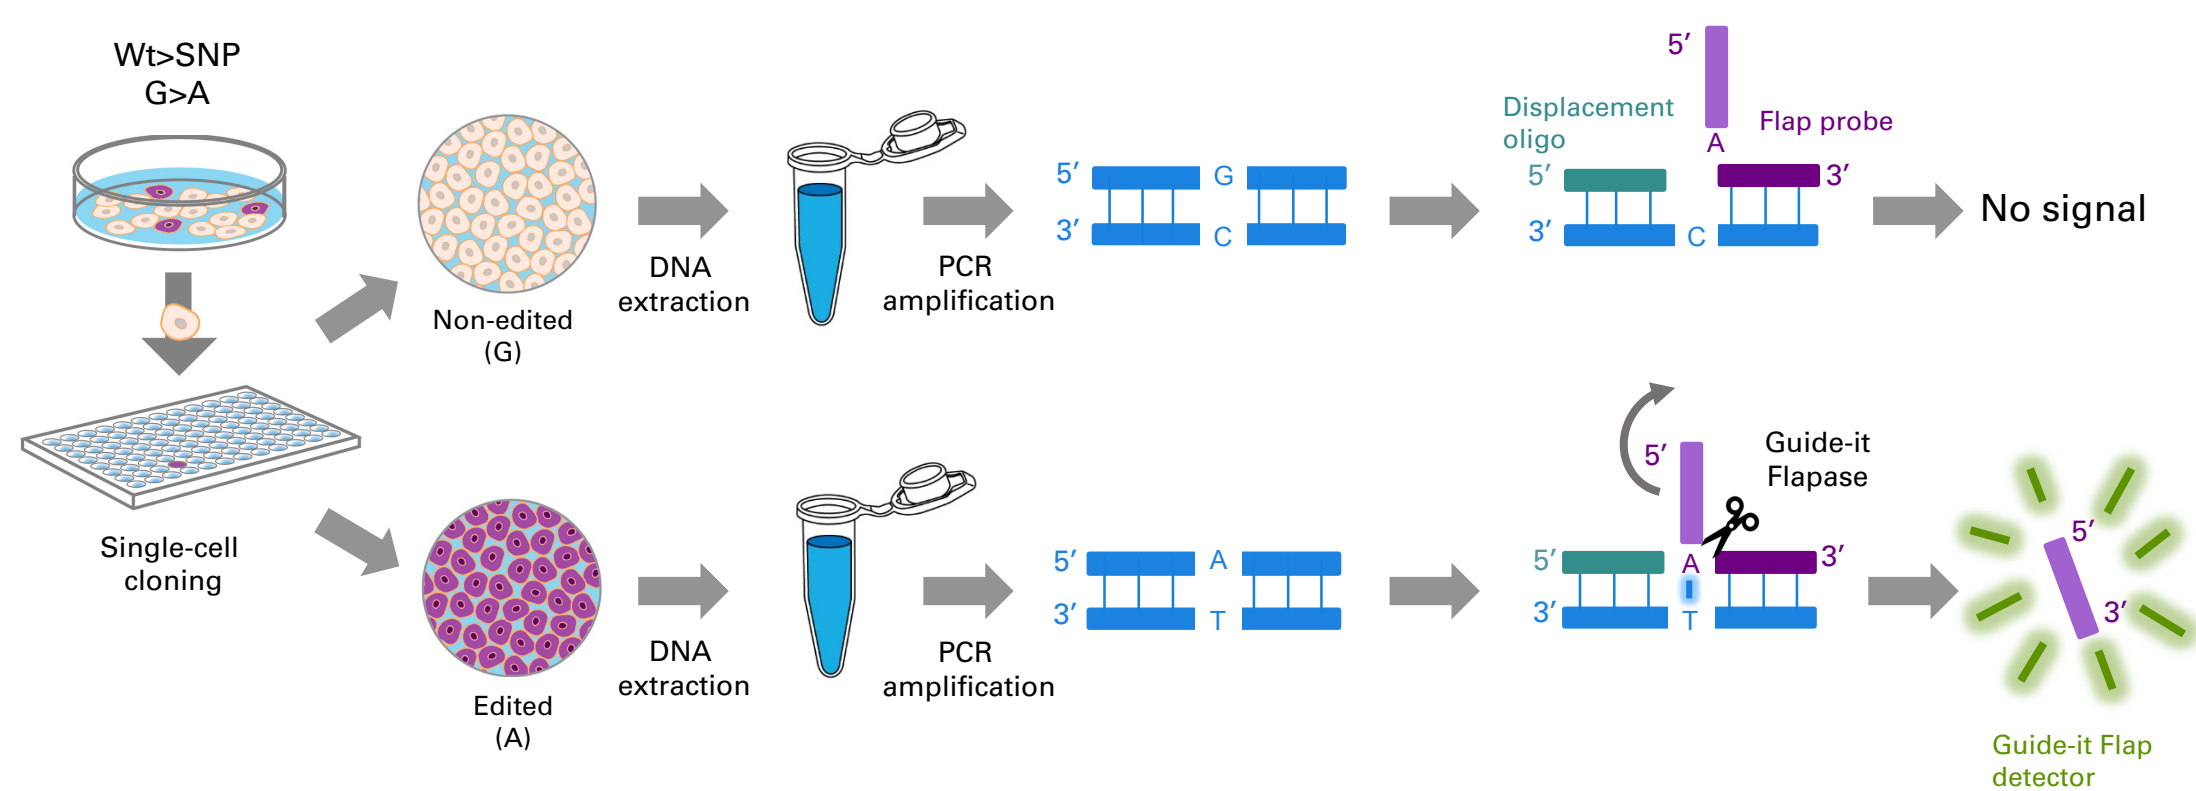 Wt>SNP
G>A
Single-cell
cloning
Non-edited
(G)
DNA
extraction
PCR
amplification
5′
G
3′
C
Displacement
oligo
5′
A
Flap probe
5′
3′
3′
C
No signal
Edited
(A)
DNA
extraction
PCR
amplification
5′
A
3′
T
5′
Guide-it
Flapase
5′
A
3′
3′
T
5′
3′
Guide-it Flap
detector